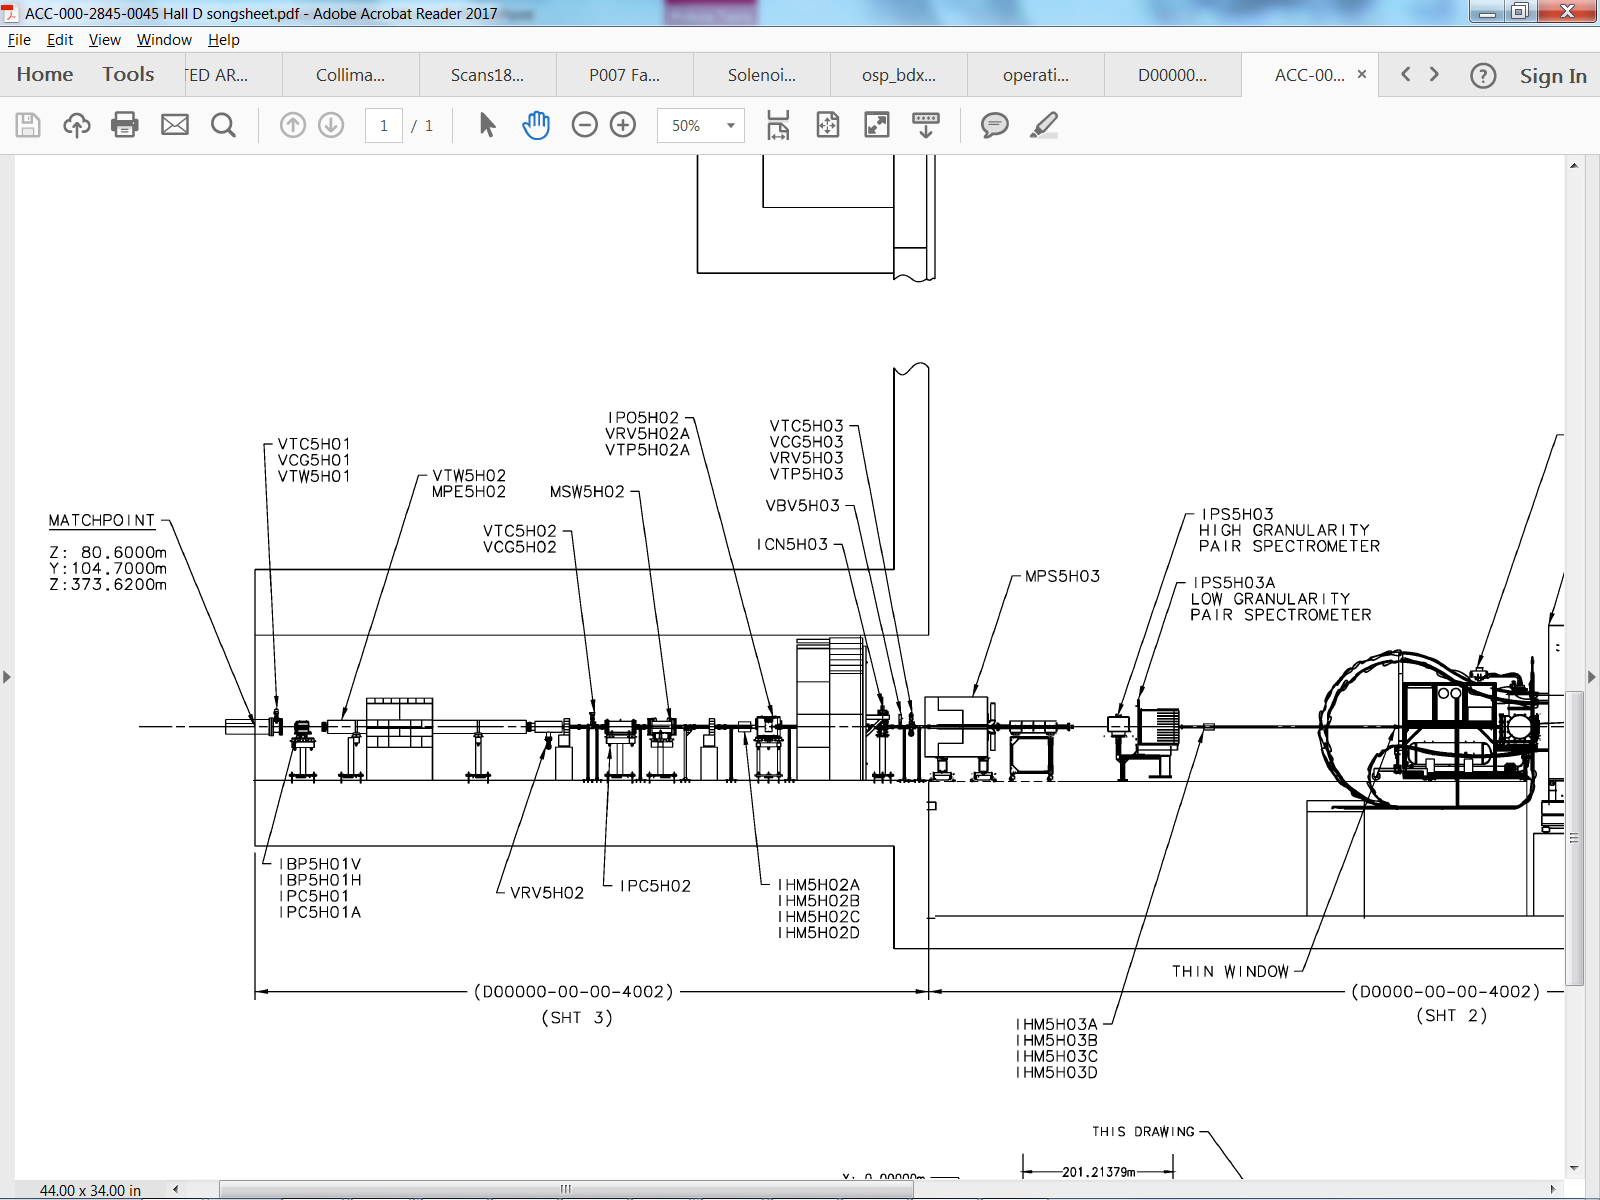 ACC-000-2845-0045 Hall D songsheet.pdf - Adobe Acrobat Reader 2017
File Edit View Window Help
Home Tools TED AR... Collima... Scans18... P007 Fa... Solenoi... osp_bdx... operati... D00000... ACC-00... × ? Sign In
1 / 1 50%
IPO5H02
VRV5H02A
VTP5H02A
VTC5H03
VCG5H03
VRV5H03
VTP5H03
VTC5H01
VCG5H01
VTW5H01
VTW5H02
MPE5H02
MSW5H02
VBV5H03
MATCHPOINT
Z: 80.6000m
Y:104.7000m
Z:373.6200m
VTC5H02
VCG5H02
ICN5H03
IPS5H03
HIGH GRANULARITY
PAIR SPECTROMETER
MPS5H03
IPS5H03A
LOW GRANULARITY
PAIR SPECTROMETER
IBP5H01V
IBP5H01H
IPC5H01
IPC5H01A
VRV5H02
IPC5H02
IHM5H02A
IHM5H02B
IHM5H02C
IHM5H02D
THIN WINDOW
(D00000-00-00-4002)
(SHT 3)
(D0000-00-00-4002)
(SHT 2)
IHM5H03A
IHM5H03B
IHM5H03C
IHM5H03D
THIS DRAWING
201.21379m
44.00 x 34.00 in